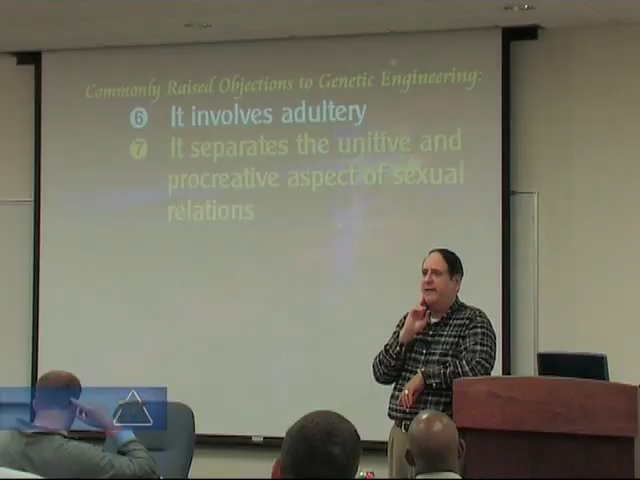 Commonly Raised Objections to Genetic Engineering:
6 It involves adultery
7 It separates the unitive and
procreative aspect of sexual
relations